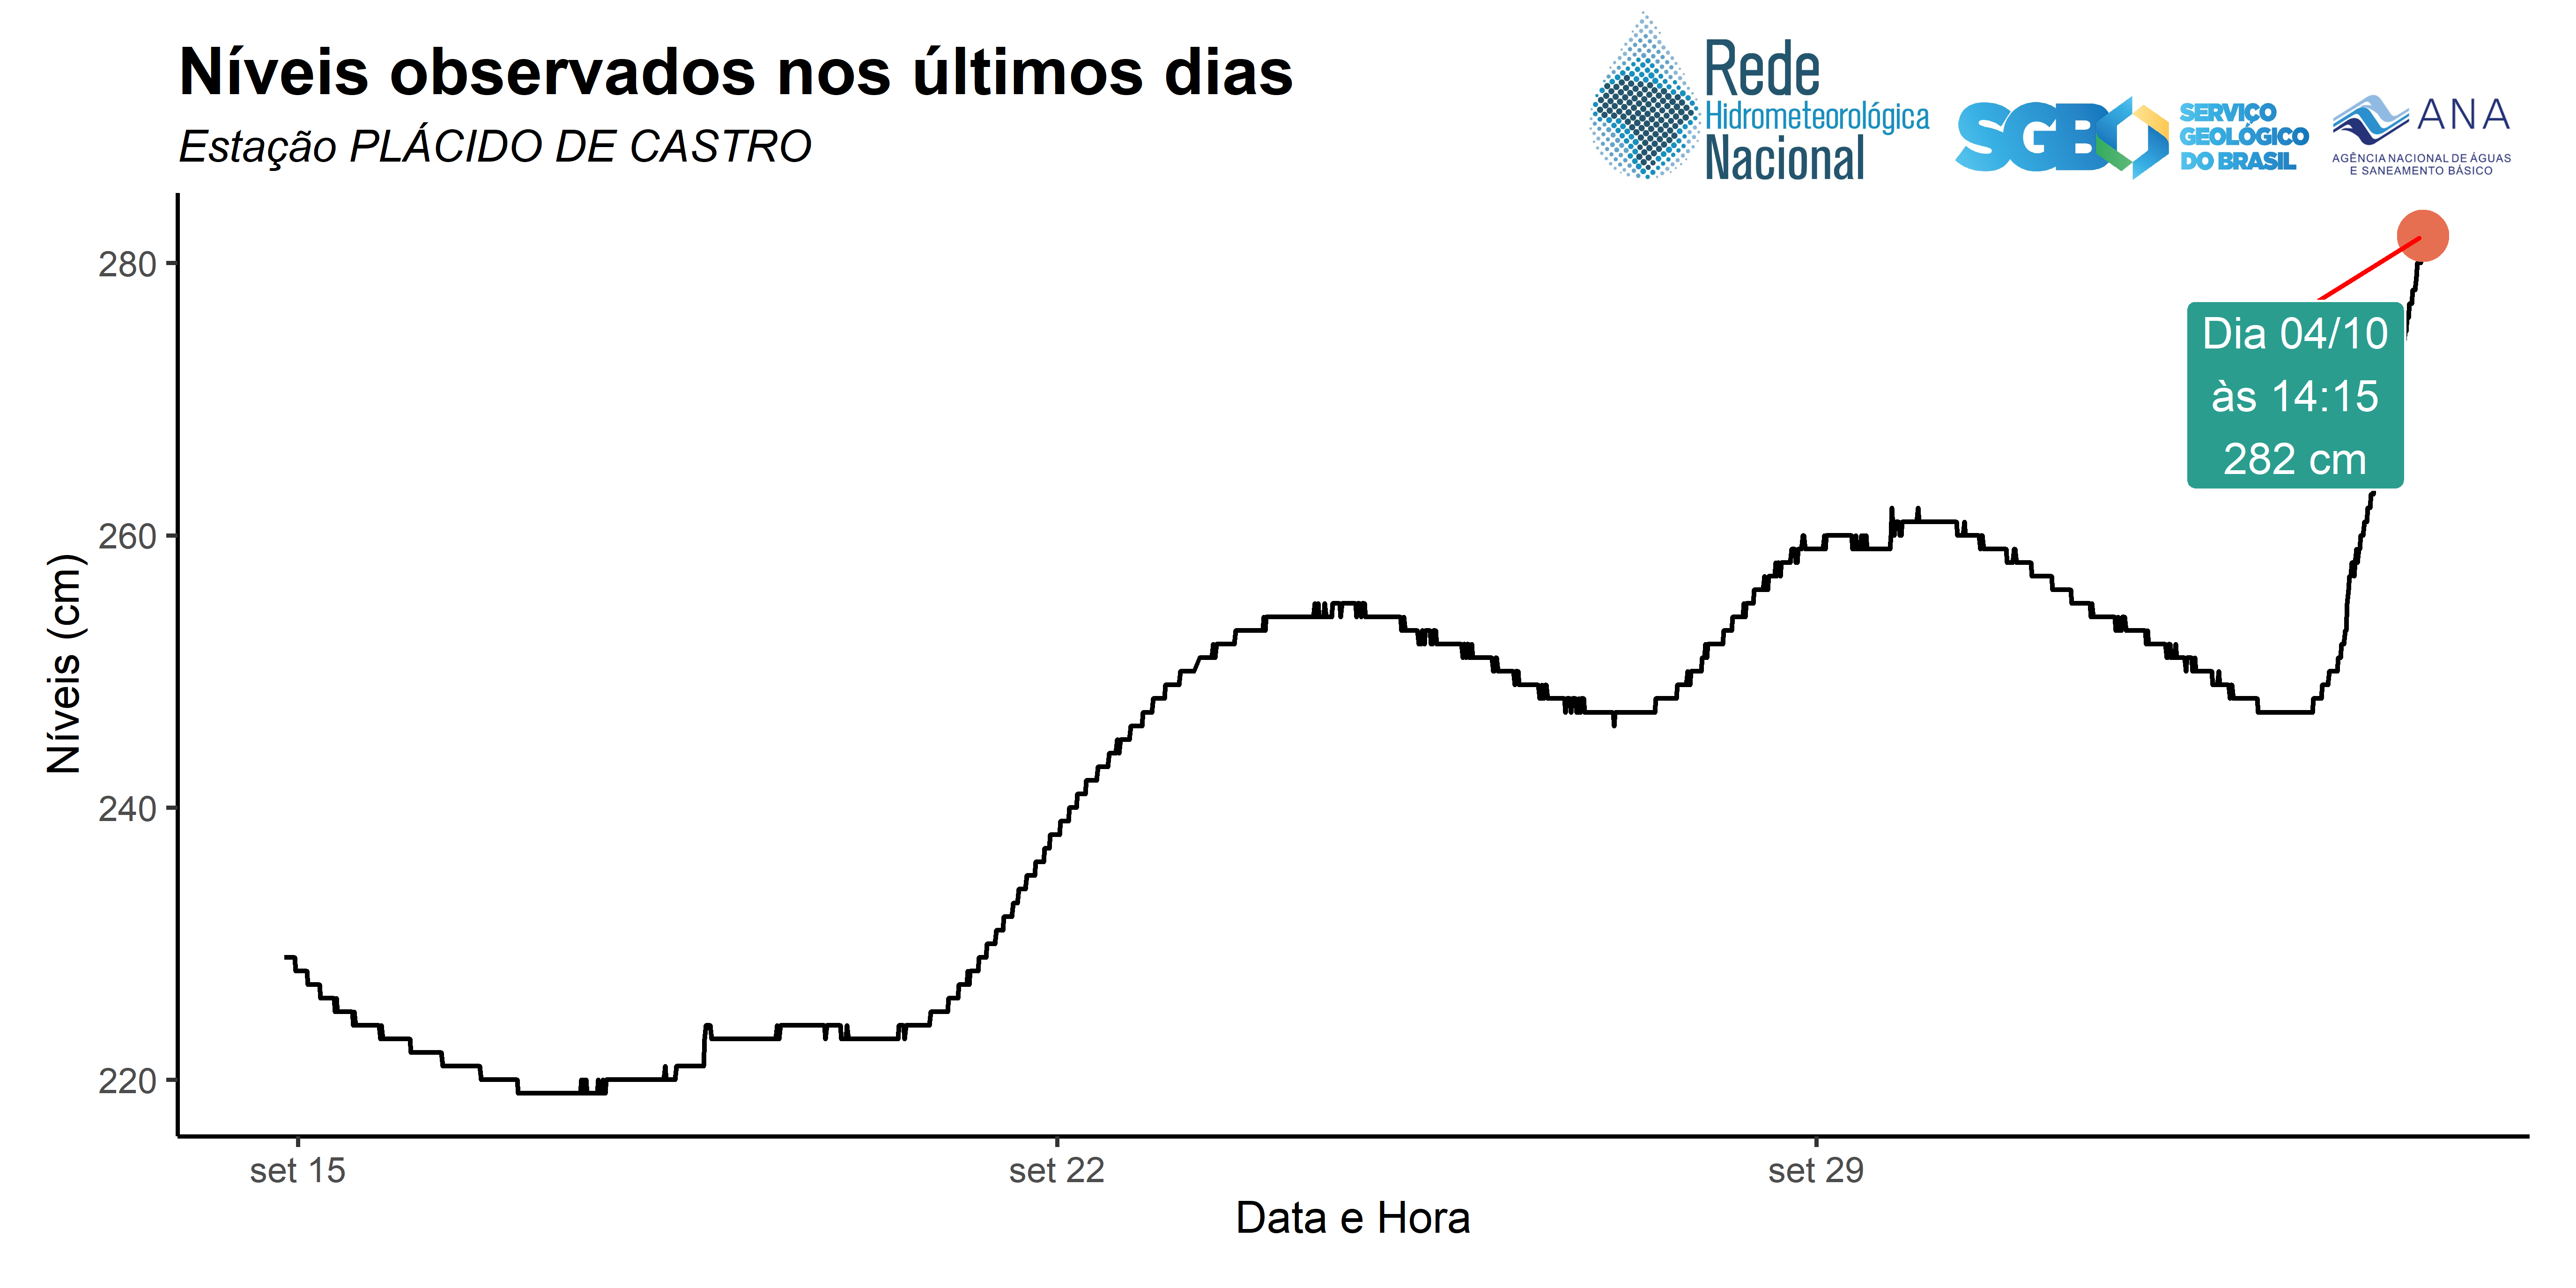 Níveis observados nos últimos dias
Estação PLÁCIDO DE CASTRO
Rede
Hidrometeorológica
Nacional
SGB
SERVIÇO
GEOLÓGICO
DO BRASIL
ANA
AGÊNCIA NACIONAL DE ÁGUAS
E SANEAMENTO BÁSICO
Níveis (cm)
280
260
240
220
Dia 04/10
às 14:15
282 cm
set 15
set 22
set 29
Data e Hora